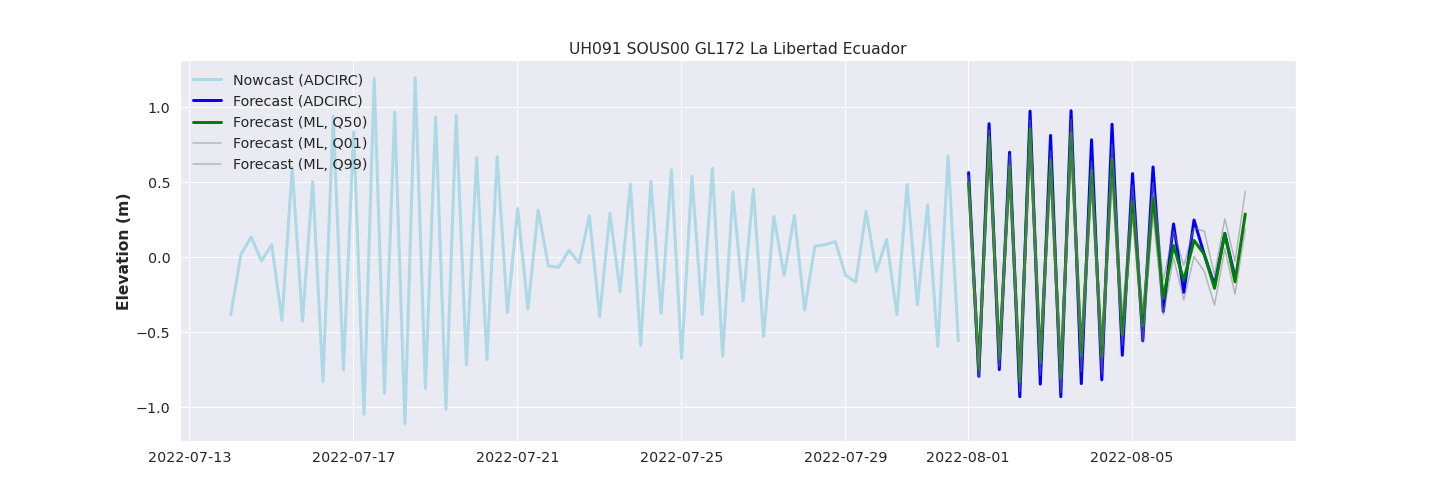 UH091 SOUS00 GL172 La Libertad Ecuador
Nowcast (ADCIRC)
Forecast (ADCIRC)
Forecast (ML, Q50)
Forecast (ML, Q01)
Forecast (ML, Q99)
Elevation (m)
1.0
0.5
0.0
−0.5
−1.0
2022-07-13 2022-07-17 2022-07-21 2022-07-25 2022-07-29 2022-08-01 2022-08-05